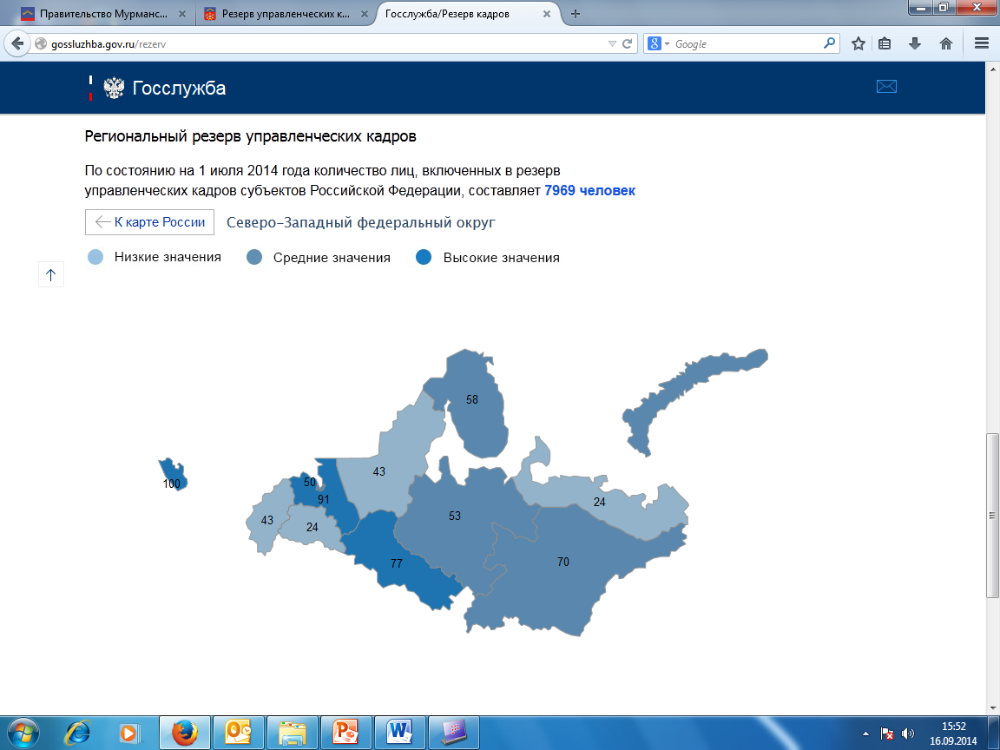 Правительство Мурманс...
Резерв управленческих к...
Госслужба/Резерв кадров
gossluzhba.gov.ru/rezerv
Google
Госслужба
Региональный резерв управленческих кадров
По состоянию на 1 июля 2014 года количество лиц, включенных в резерв
управленческих кадров субъектов Российской Федерации, составляет 7969 человек
К карте России
Северо-Западный федеральный округ
Низкие значения
Средние значения
Высокие значения
58
43
50
100
91
24
53
43
24
70
77
15:52
16.09.2014